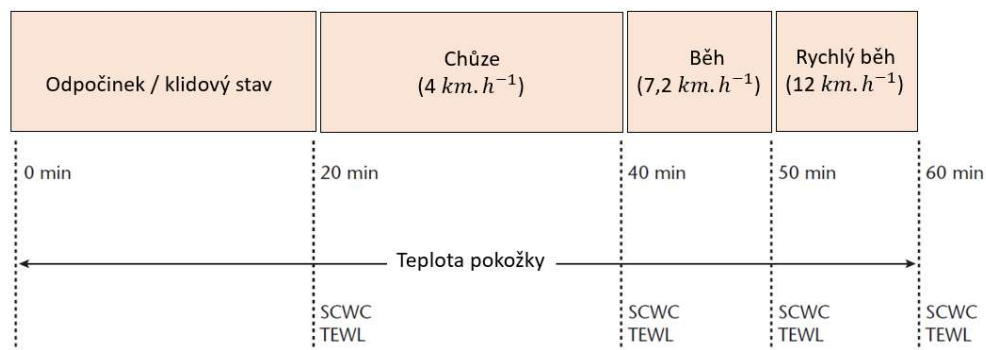 Odpočinek / klidový stav
Chůze
(4 km.h⁻¹)
Běh
(7,2 km.h⁻¹)
Rychlý běh
(12 km.h⁻¹)
0 min
20 min
40 min
50 min
60 min
Teplota pokožky
SCWC
TEWL
SCWC
TEWL
SCWC
TEWL
SCWC
TEWL